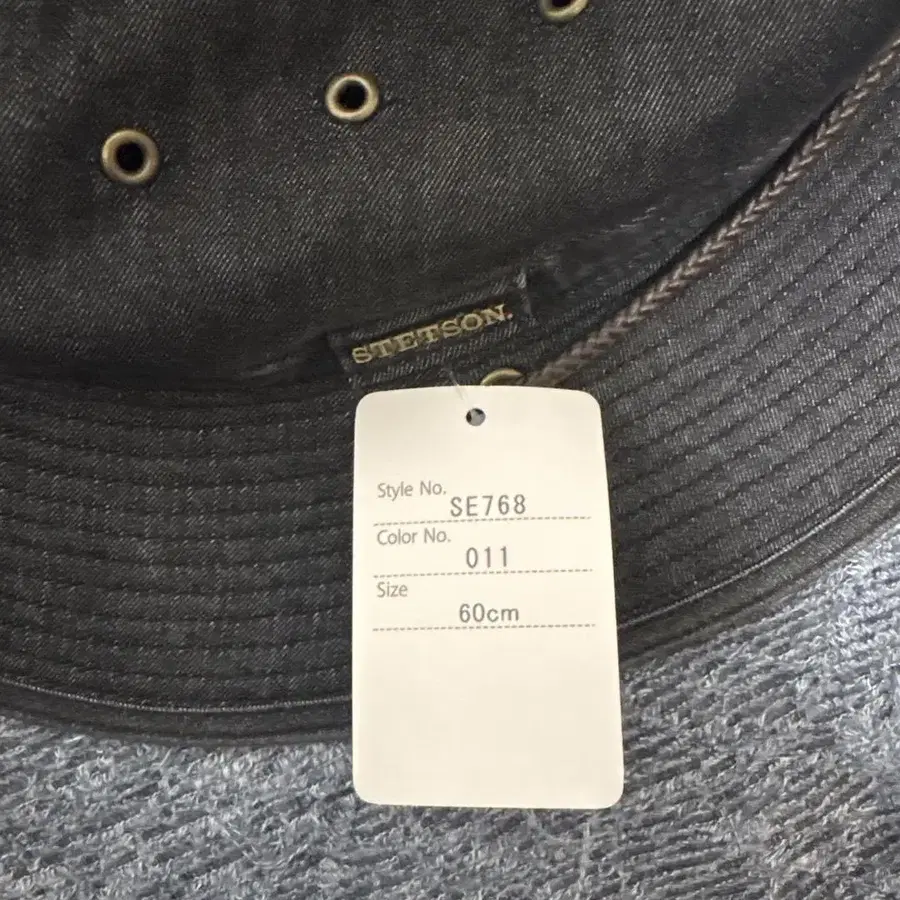 STETSON.
Style No.
SE768
Color No.
011
Size
60cm